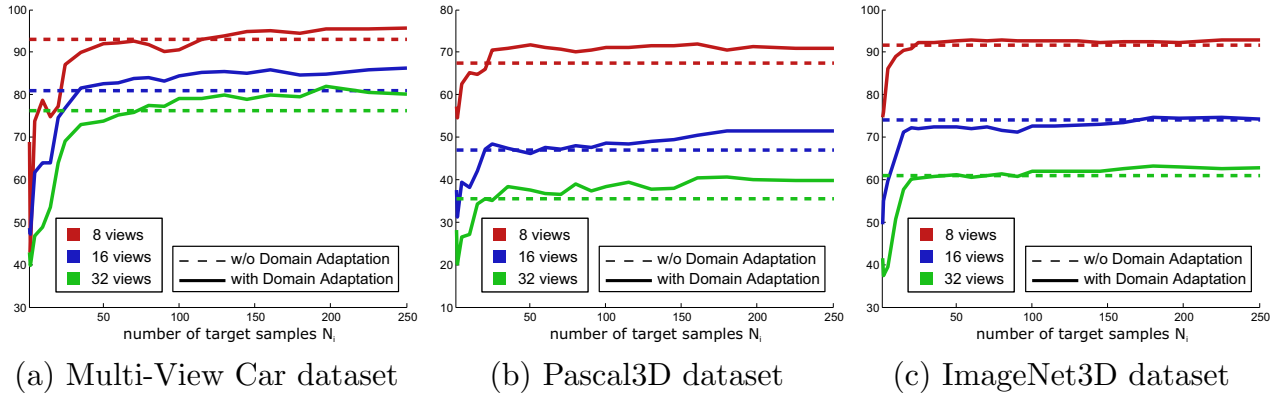 100
90
80
70
60
50
40
30
8 views
16 views
32 views
w/o Domain Adaptation
with Domain Adaptation
50 100 150 200 250
number of target samples Ni
(a) Multi-View Car dataset
80
70
60
50
40
30
20
10
8 views
16 views
32 views
w/o Domain Adaptation
with Domain Adaptation
50 100 150 200 250
number of target samples Ni
(b) Pascal3D dataset
100
90
80
70
60
50
40
30
8 views
16 views
32 views
w/o Domain Adaptation
with Domain Adaptation
50 100 150 200 250
number of target samples Ni
(c) ImageNet3D dataset